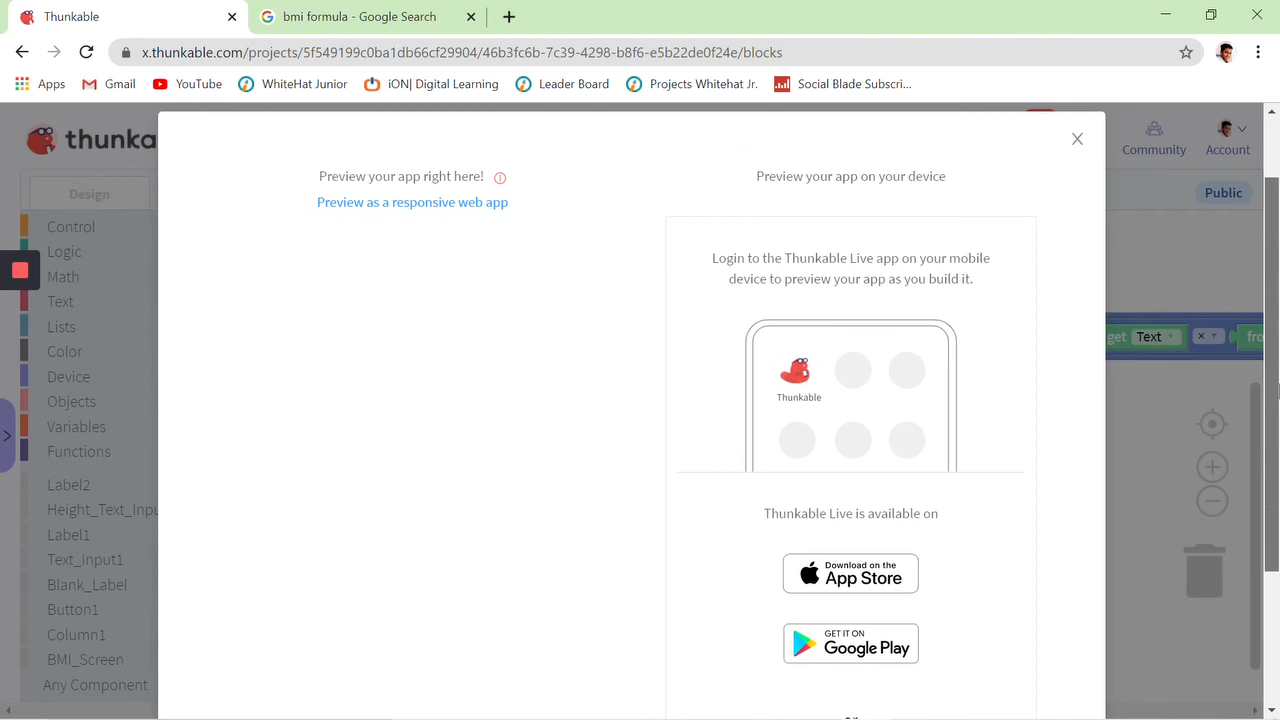 Thunkable
bmi formula - Google Search
x.thunkable.com/projects/5f549199c0ba1db66cf29904/46b3fc6b-7c39-4298-b8f6-e5b22de0f24e/blocks
Apps
Gmail
YouTube
WhiteHat Junior
iON| Digital Learning
Leader Board
Projects Whitehat Jr.
Social Blade Subscri...
thunka
Community
Account
Design
Public
Preview your app right here!
Preview as a responsive web app
Preview your app on your device
Login to the Thunkable Live app on your mobile
device to preview your app as you build it.
Thunkable
Thunkable Live is available on
Download on the
App Store
GET IT ON
Google Play
Control
Logic
Math
Text
Lists
Color
Device
Objects
Variables
Functions
Label2
Height_Text_Inpu
Label1
Text_Input1
Blank_Label
Button1
Column1
BMI_Screen
Any Component
get Text × fro